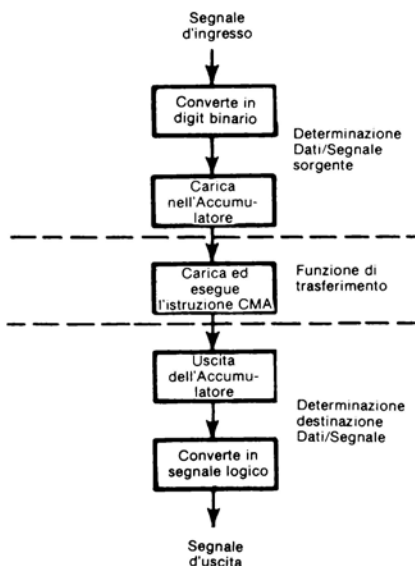 Segnale
d'ingresso
Converte in
digit binario
Determinazione
Dati/Segnale
sorgente
Carica
nell'Accumu-
latore
Carica ed
esegue
l'istruzione CMA
Funzione di
trasferimento
Uscita
dell'Accumu-
latore
Determinazione
destinazione
Dati/Segnale
Converte in
segnale logico
Segnale
d'uscita